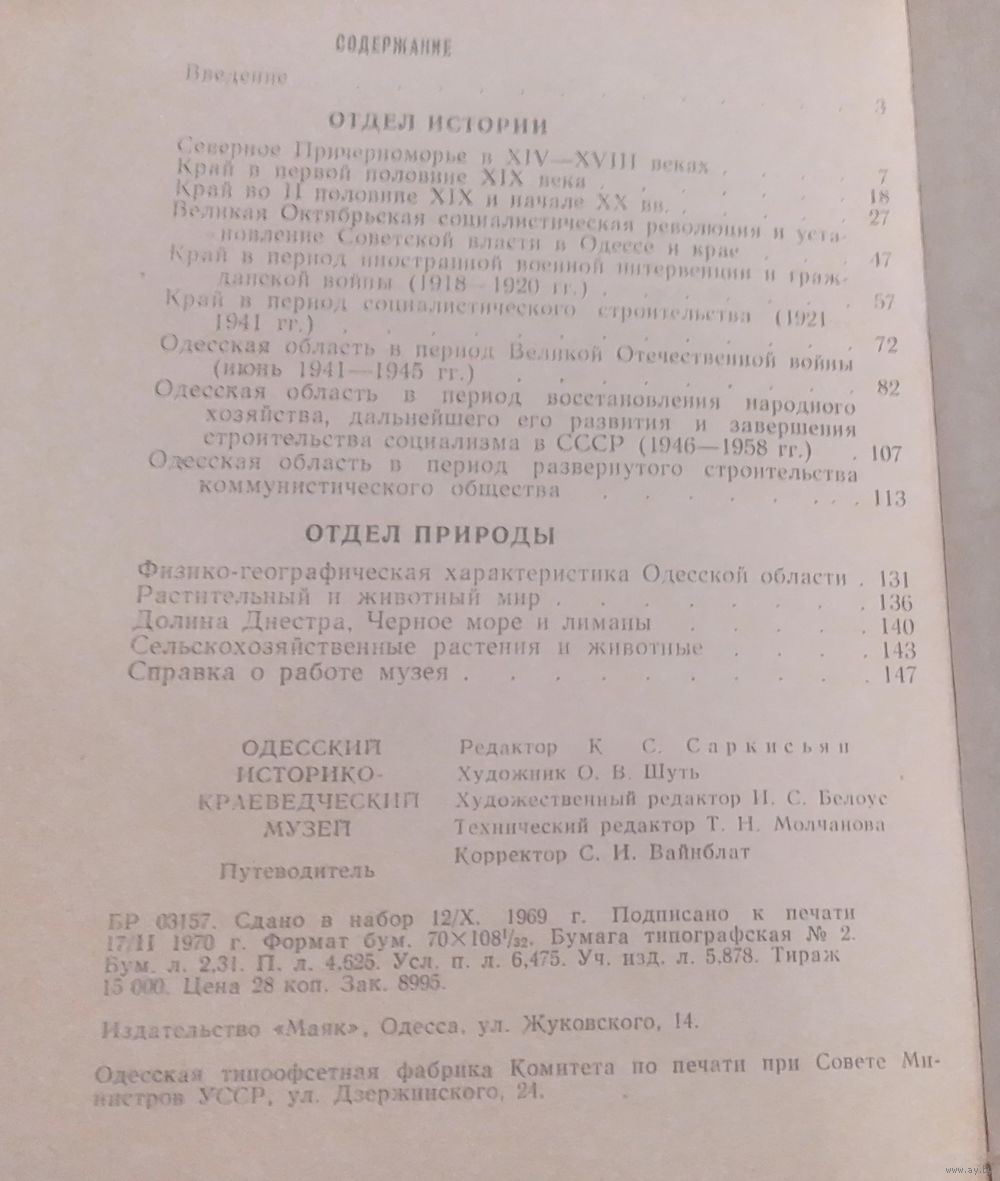 СОДЕРЖАНИЕ
Введение . . . . . . . . . . . 3
ОТДЕЛ ИСТОРИИ
Северное Причерноморье в XIV—XVIII веках . . . . . 7
Край в первой половине XIX века . . . . . . . 18
Край во II половине XIX и начале XX вв. . . . . . 27
Великая Октябрьская социалистическая революция и уста-
новление Советской власти в Одессе и крае . . . . 47
Край в период иностранной военной интервенции и граж-
данской войны (1918—1920 гг.) . . . . . . . 57
Край в период социалистического строительства (1921
1941 гг.) . . . . . . . . . . . 72
Одесская область в период Великой Отечественной войны
(июнь 1941—1945 гг.) . . . . . . . . . 82
Одесская область в период восстановления народного
хозяйства, дальнейшего его развития и завершения
строительства социализма в СССР (1946—1958 гг.) . 107
Одесская область в период развернутого строительства
коммунистического общества . . . . . . . . 113
ОТДЕЛ ПРИРОДЫ
Физико-географическая характеристика Одесской области . 131
Растительный и животный мир . . . . . . . . 136
Долина Днестра, Черное море и лиманы . . . . . 140
Сельскохозяйственные растения и животные . . . . 143
Справка о работе музея . . . . . . . . . . 147
ОДЕССКИЙ
ИСТОРИКО-
КРАЕВЕДЧЕСКИЙ
МУЗЕЙ
Путеводитель
Редактор К С. Саркисьян
Художник О. В. Шуть
Художественный редактор И. С. Белоус
Технический редактор Т. Н. Молчанова
Корректор С. И. Вайнблат
БР 03157. Сдано в набор 12/X. 1969 г. Подписано к печати
17/II 1970 г. Формат бум. 70×108¹/₃₂. Бумага типографская № 2.
Бум. л. 2,31. П. л. 4,625. Усл. п. л. 6,475. Уч. изд. л. 5,878. Тираж
15 000. Цена 28 коп. Зак. 8995.
Издательство «Маяк», Одесса, ул. Жуковского, 14.
Одесская типоофсетная фабрика Комитета по печати при Совете Ми-
нистров УССР, ул. Дзержинского, 24.